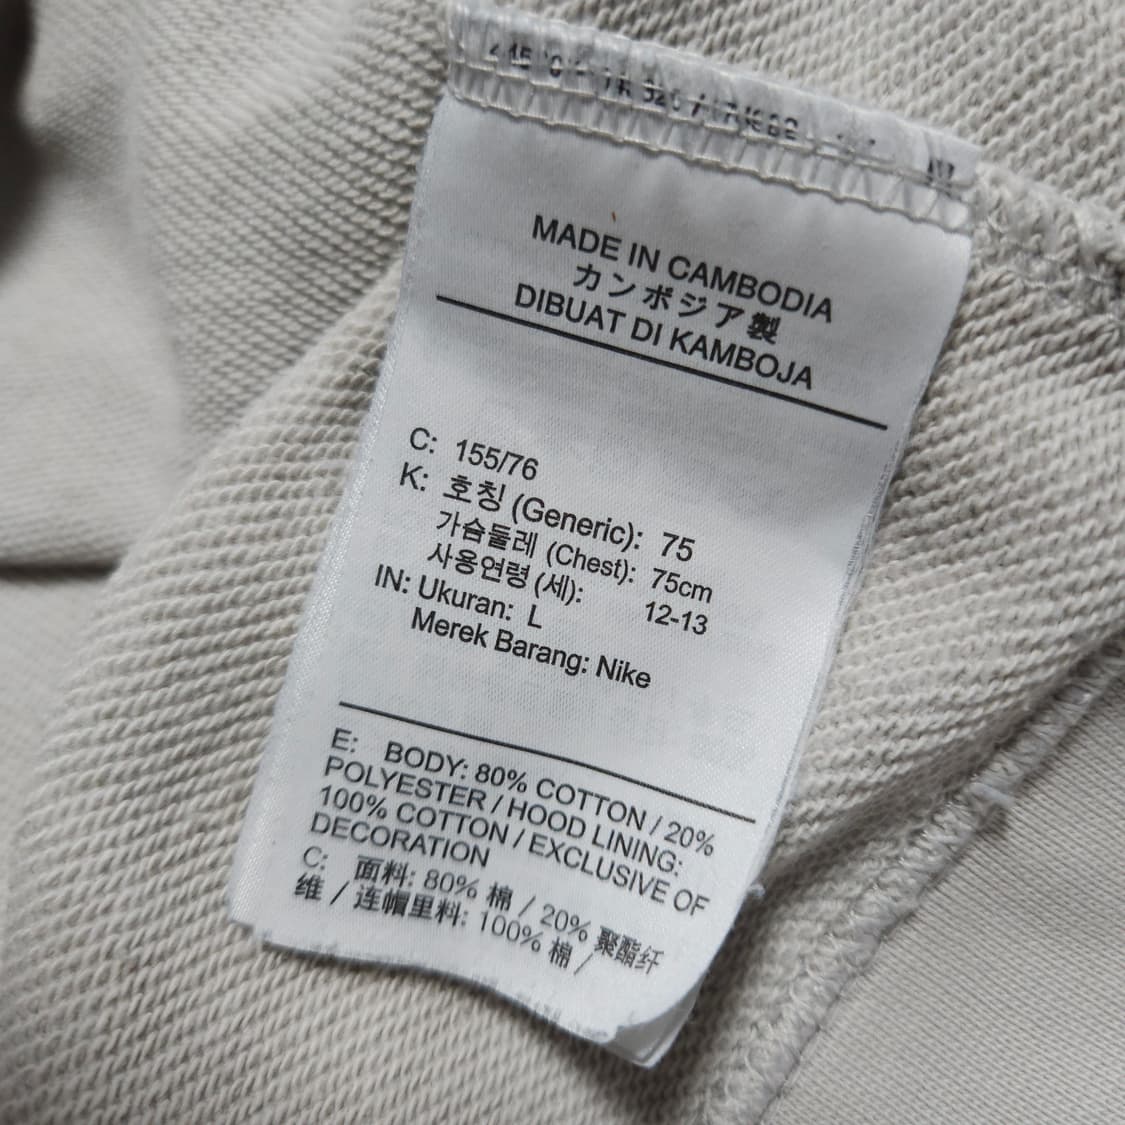 MADE IN CAMBODIA
カンボジア製
DIBUAT DI KAMBOJA
C: 155/76
K: 호칭 (Generic): 75
가슴둘레 (Chest): 75cm
사용연령 (세): 12-13
IN: Ukuran: L
Merek Barang: Nike
E: BODY: 80% COTTON / 20%
POLYESTER / HOOD LINING:
100% COTTON / EXCLUSIVE OF
DECORATION
C: 面料: 80% 棉 / 20% 聚酯纤
维 / 连帽里料: 100% 棉 /